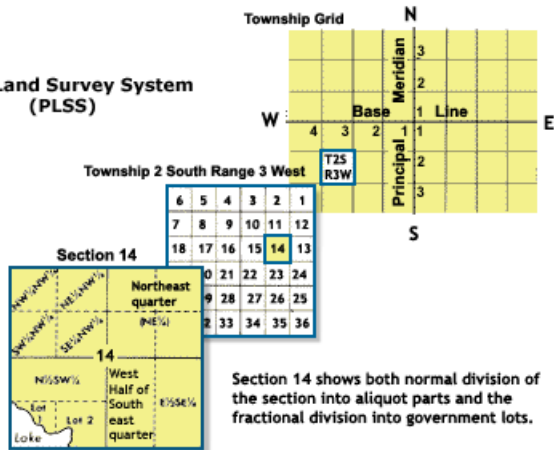 Township Grid
N
Land Survey System
(PLSS)
Meridian
3
2
1
Base Line
W
E
4 3 2 1 1
T2S
R3W
2
3
Principal
S
Township 2 South Range 3 West
6 5 4 3 2 1
7 8 9 10 11 12
18 17 16 15 14 13
0 21 22 23 24
9 28 27 26 25
2 33 34 35 36
Section 14
NW¼NW¼ NE¼NW¼
SW¼NW¼ SE¼NW¼
Northeast
quarter
(NE¼)
14
N½SW¼
West
Half of
South
east
quarter
E½SE¼
Lot
1
Lot 2
Lake
Section 14 shows both normal division of
the section into aliquot parts and the
fractional division into government lots.